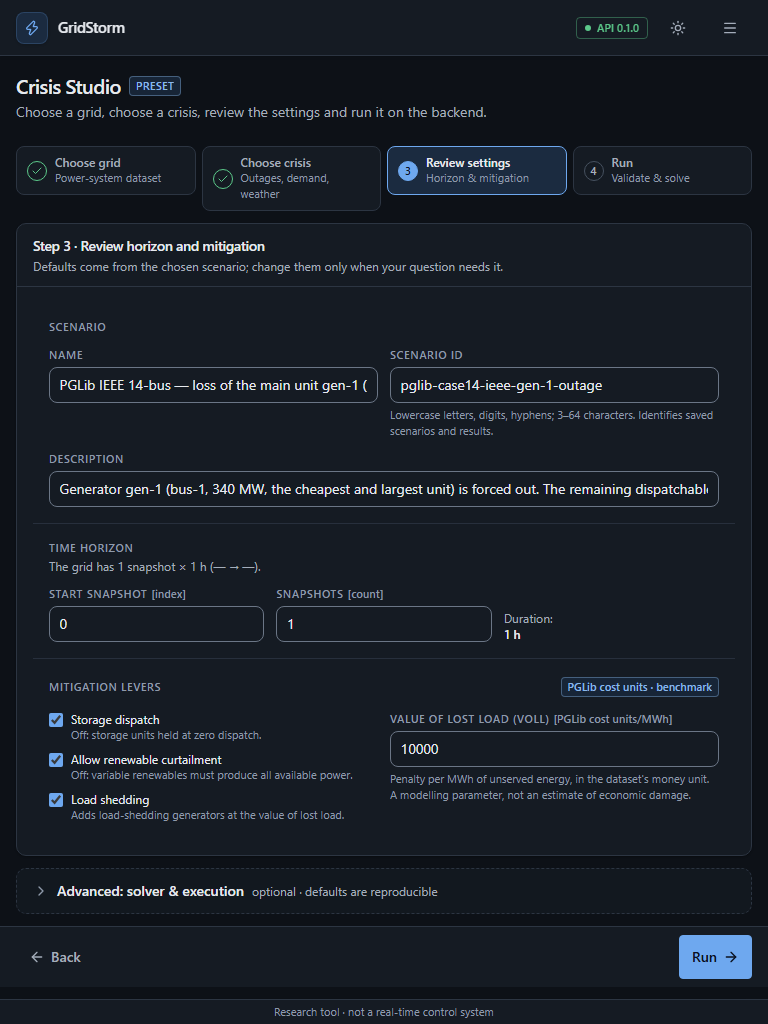 GridStorm
API 0.1.0
Crisis Studio PRESET
Choose a grid, choose a crisis, review the settings and run it on the backend.
Choose grid
Power-system dataset
Choose crisis
Outages, demand,
weather
3
Review settings
Horizon & mitigation
4
Run
Validate & solve
Step 3 · Review horizon and mitigation
Defaults come from the chosen scenario; change them only when your question needs it.
SCENARIO
NAME
PGLib IEEE 14-bus — loss of the main unit gen-1 (
SCENARIO ID
pglib-case14-ieee-gen-1-outage
Lowercase letters, digits, hyphens; 3–64 characters. Identifies saved
scenarios and results.
DESCRIPTION
Generator gen-1 (bus-1, 340 MW, the cheapest and largest unit) is forced out. The remaining dispatchabl
TIME HORIZON
The grid has 1 snapshot × 1 h (— → —).
START SNAPSHOT [index]
0
SNAPSHOTS [count]
1
Duration:
1 h
MITIGATION LEVERS
PGLib cost units · benchmark
Storage dispatch
Off: storage units held at zero dispatch.
Allow renewable curtailment
Off: variable renewables must produce all available power.
Load shedding
Adds load-shedding generators at the value of lost load.
VALUE OF LOST LOAD (VOLL) [PGLib cost units/MWh]
10000
Penalty per MWh of unserved energy, in the dataset's money unit.
A modelling parameter, not an estimate of economic damage.
Advanced: solver & execution optional · defaults are reproducible
← Back
Run →
Research tool · not a real-time control system